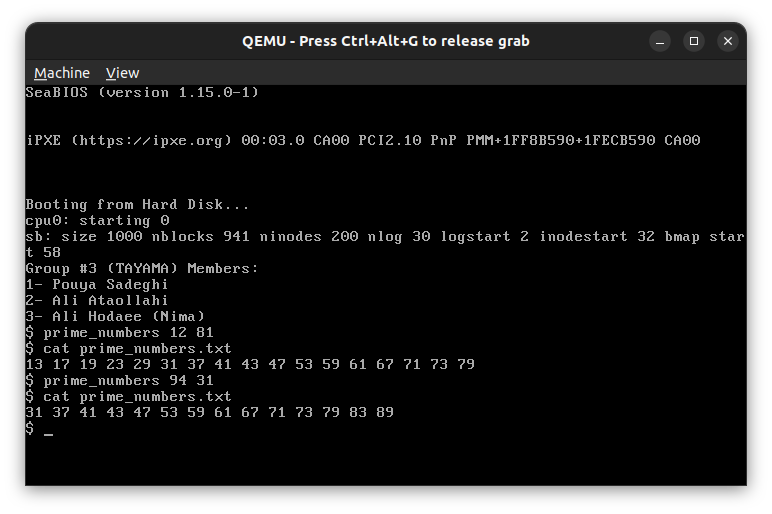 QEMU - Press Ctrl+Alt+G to release grab
Machine View
SeaBIOS (version 1.15.0-1)
iPXE (https://ipxe.org) 00:03.0 CA00 PCI2.10 PnP PMM+1FF8B590+1FECB590 CA00
Booting from Hard Disk...
cpu0: starting 0
sb: size 1000 nblocks 941 ninodes 200 nlog 30 logstart 2 inodestart 32 bmap star
t 58
Group #3 (TAYAMA) Members:
1- Pouya Sadeghi
2- Ali Ataollahi
3- Ali Hodaee (Nima)
$ prime_numbers 12 81
$ cat prime_numbers.txt
13 17 19 23 29 31 37 41 43 47 53 59 61 67 71 73 79
$ prime_numbers 94 31
$ cat prime_numbers.txt
31 37 41 43 47 53 59 61 67 71 73 79 83 89
$ _